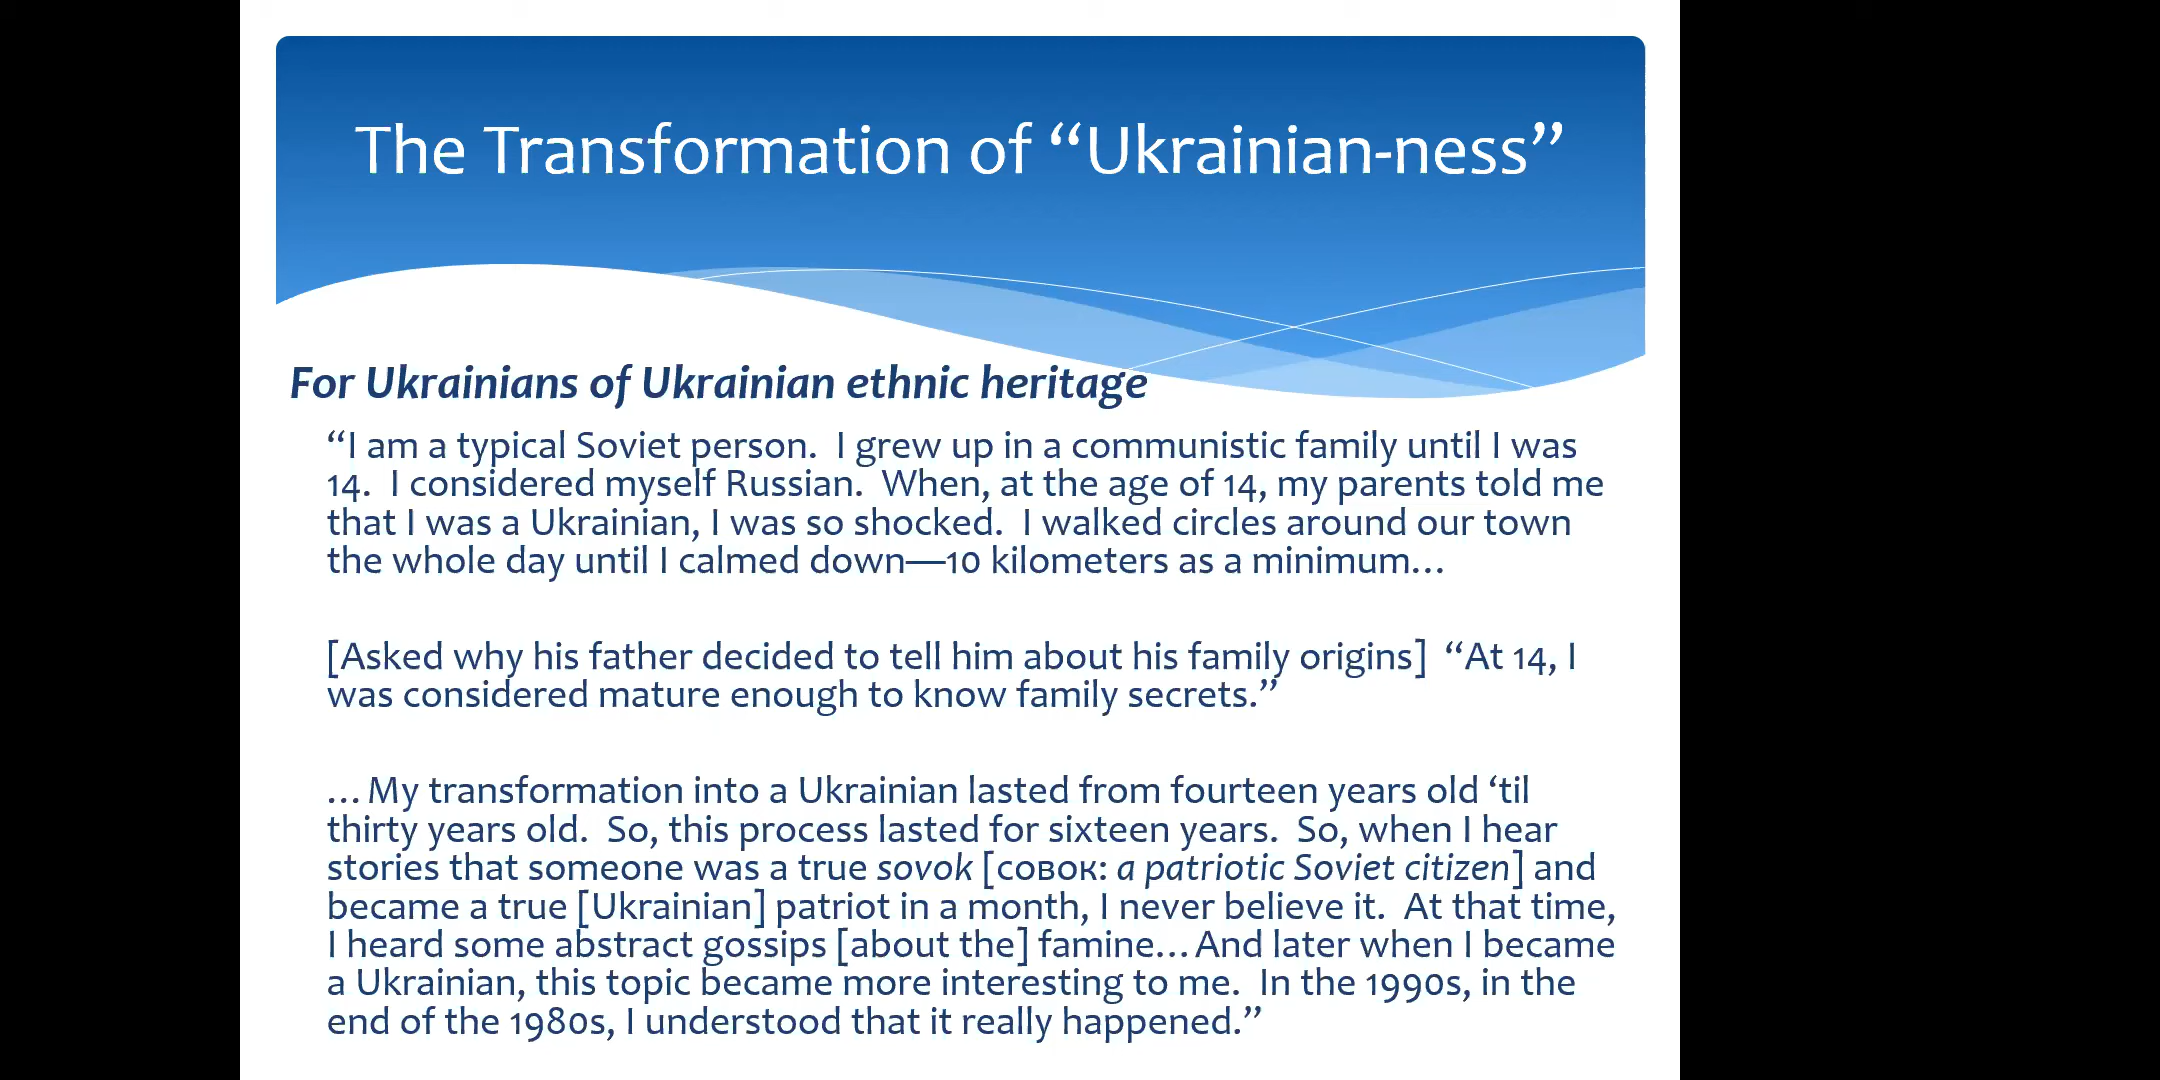 The Transformation of “Ukrainian-ness”
For Ukrainians of Ukrainian ethnic heritage
“I am a typical Soviet person.  I grew up in a communistic family until I was
14.  I considered myself Russian.  When, at the age of 14, my parents told me
that I was a Ukrainian, I was so shocked.  I walked circles around our town
the whole day until I calmed down—10 kilometers as a minimum…
[Asked why his father decided to tell him about his family origins]  “At 14, I
was considered mature enough to know family secrets.”
…My transformation into a Ukrainian lasted from fourteen years old ‘til
thirty years old.  So, this process lasted for sixteen years.  So, when I hear
stories that someone was a true sovok [совок: a patriotic Soviet citizen] and
became a true [Ukrainian] patriot in a month, I never believe it.  At that time,
I heard some abstract gossips [about the] famine…And later when I became
a Ukrainian, this topic became more interesting to me.  In the 1990s, in the
end of the 1980s, I understood that it really happened.”